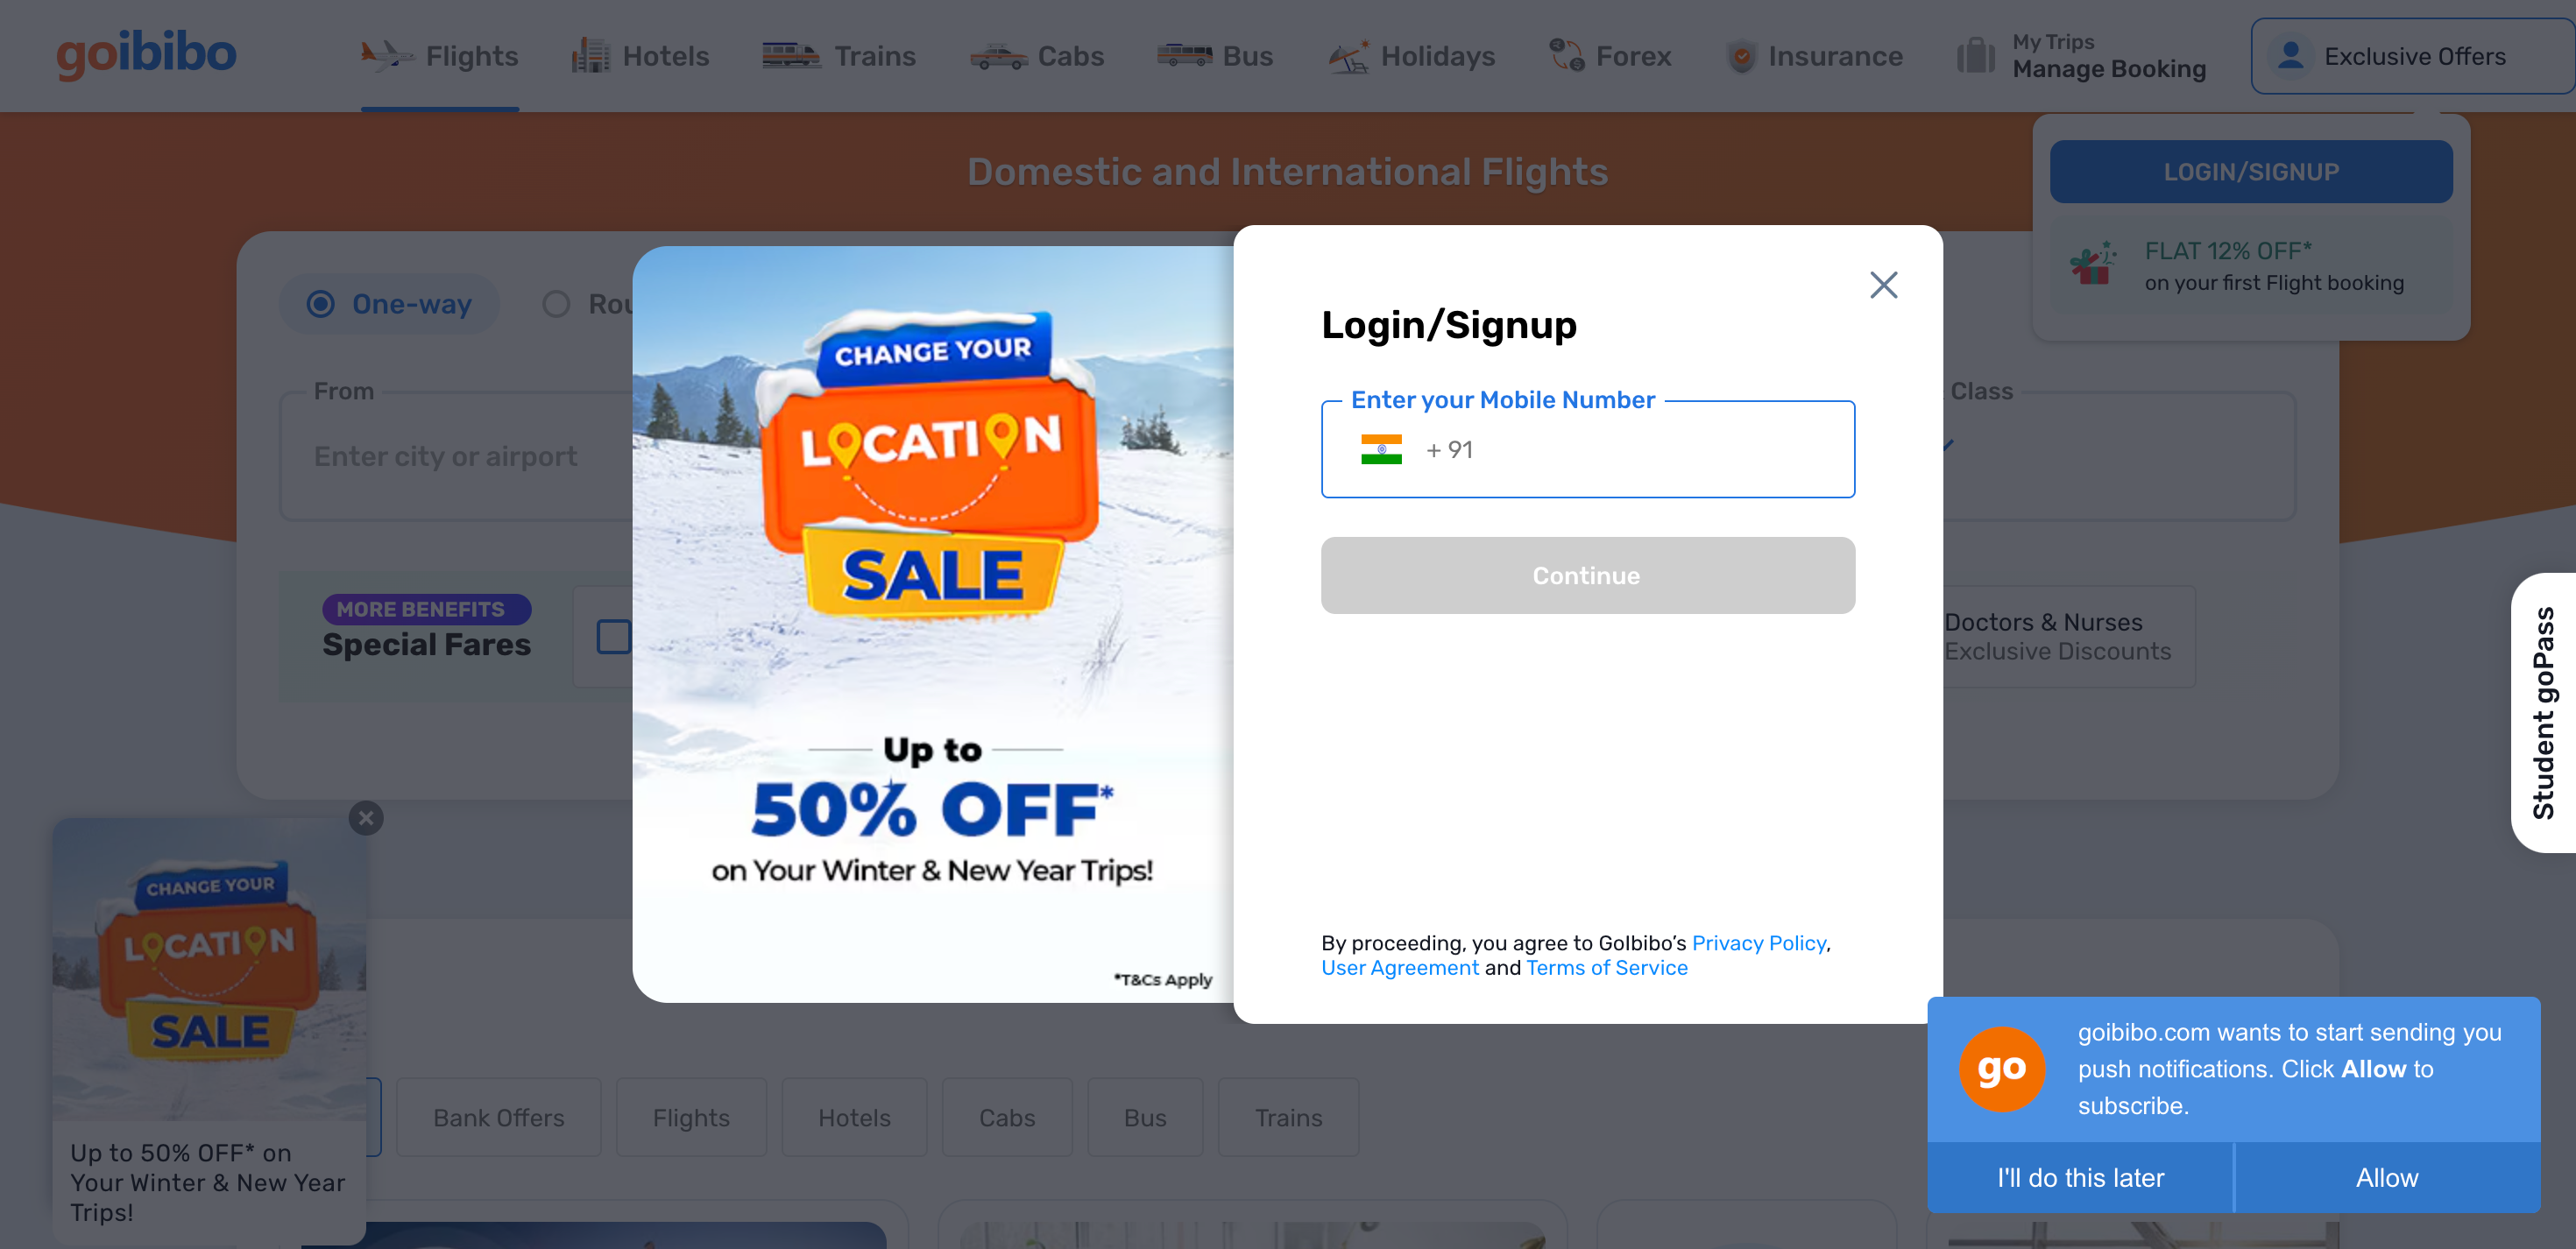 goibibo
Flights
Hotels
Trains
Cabs
Bus
Holidays
Forex
Insurance
My Trips
Manage Booking
Exclusive Offers
Domestic and International Flights
LOGIN/SIGNUP
FLAT 12% OFF*
on your first Flight booking
One-way
From
Enter city or airport
Class
MORE BENEFITS
Special Fares
Doctors & Nurses
Exclusive Discounts
CHANGE YOUR
LOCATION
SALE
Up to
50% OFF*
on Your Winter & New Year Trips!
*T&Cs Apply
Login/Signup
Enter your Mobile Number
+ 91
Continue
By proceeding, you agree to GoIbibo's Privacy Policy,
User Agreement and Terms of Service
Student goPass
CHANGE YOUR
LOCATION
SALE
Up to 50% OFF* on
Your Winter & New Year
Trips!
Bank Offers
Flights
Hotels
Cabs
Bus
Trains
go
goibibo.com wants to start sending you
push notifications. Click Allow to
subscribe.
I'll do this later
Allow